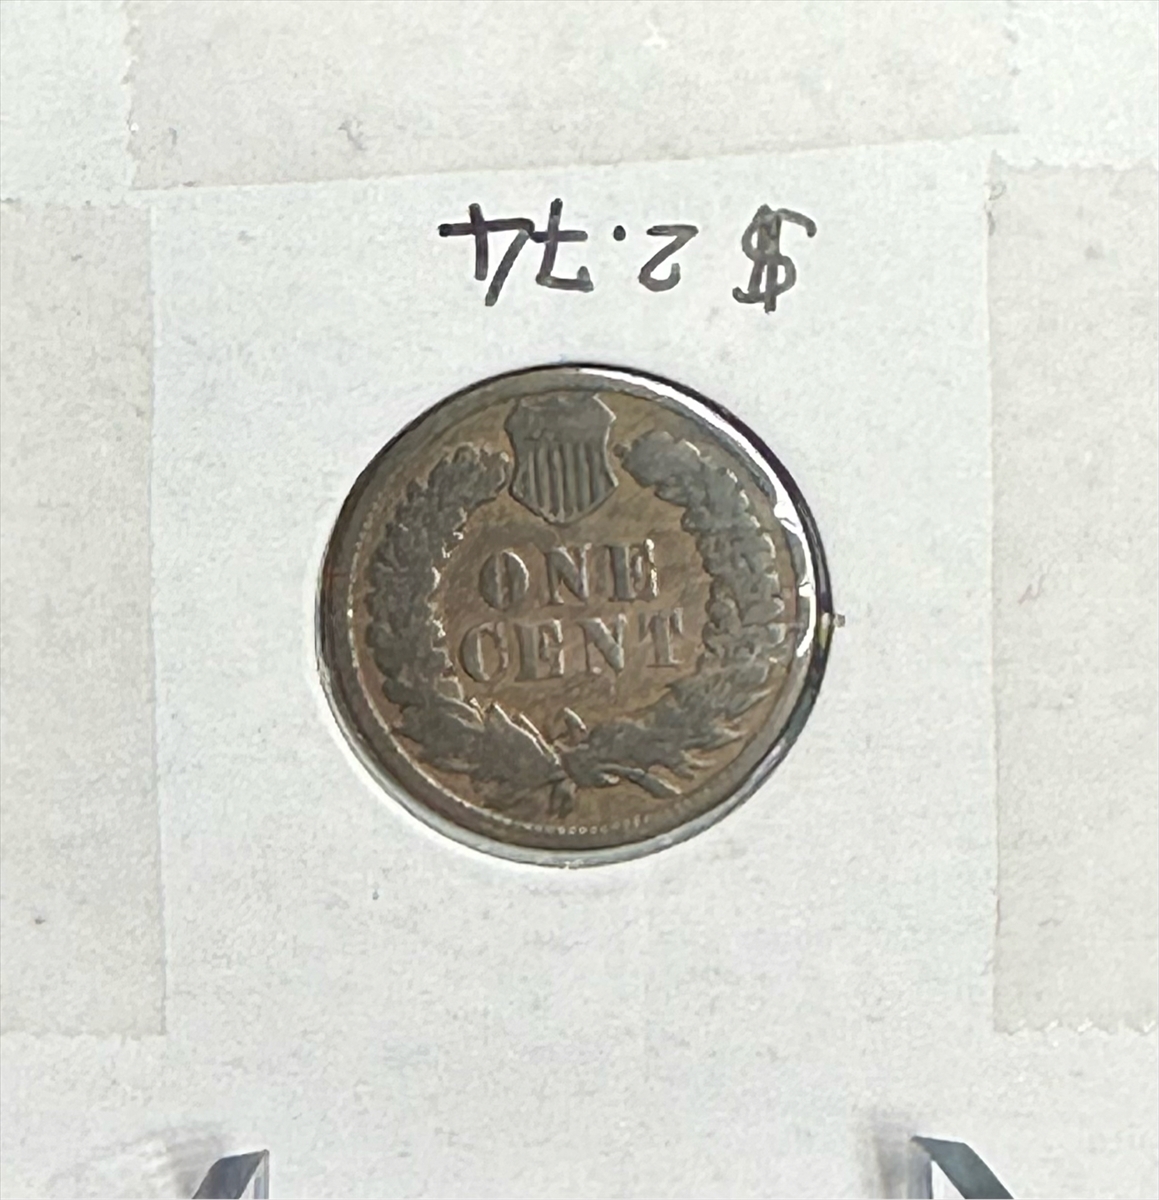 $ 2.74
ONE
CENT